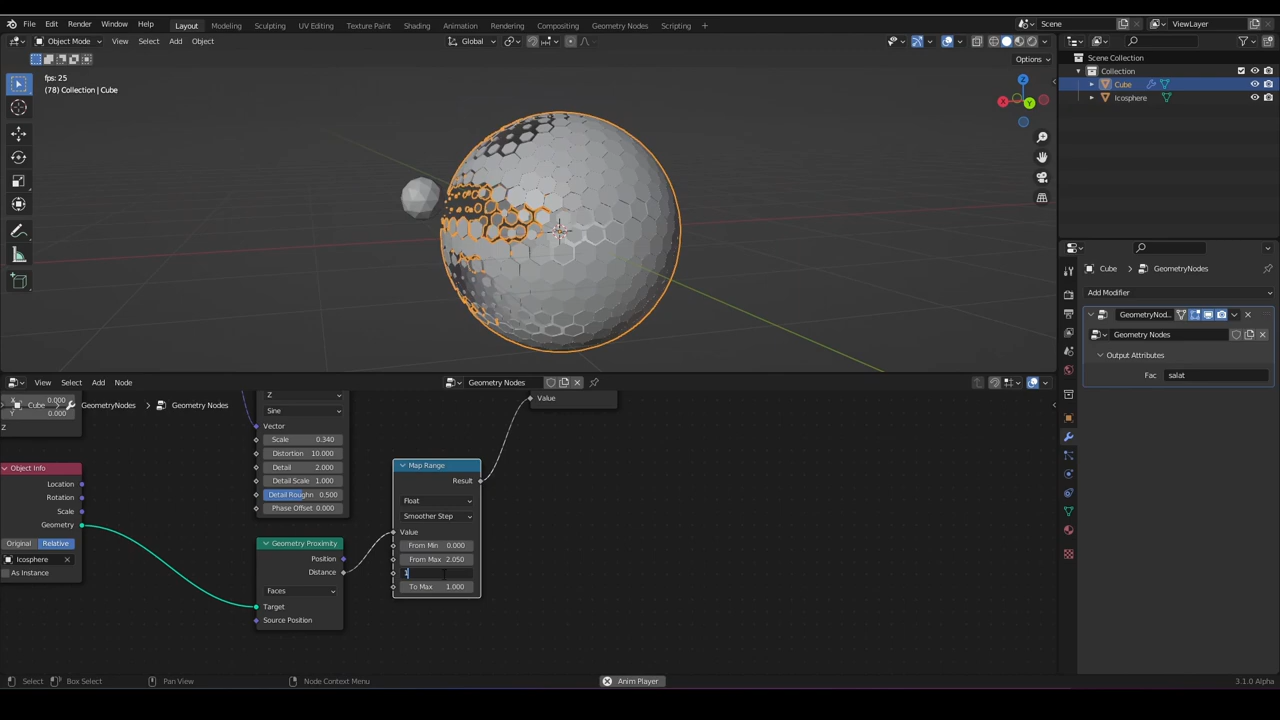 File Edit Render Window Help Layout Modeling Sculpting UV Editing Texture Paint Shading Animation Rendering Compositing Geometry Nodes Scripting + Scene ViewLayer
Object Mode View Select Add Object Global
Options
fps: 25
(78) Collection | Cube
Z
X
Y
Scene Collection
Collection
Cube
Icosphere
Cube > GeometryNodes
Add Modifier
GeometryNod..
Geometry Nodes
Output Attributes
Fac salat
View Select Add Node Geometry Nodes
X 0.000
Cube > GeometryNodes > Geometry Nodes
Y 0.000
Z
Z
Sine
Vector
Scale 0.340
Distortion 10.000
Detail 2.000
Detail Scale 1.000
Detail Roughn 0.500
Phase Offset 0.000
Value
Object Info
Location
Rotation
Scale
Geometry
Original Relative
Icosphere
As Instance
Geometry Proximity
Position
Distance
Faces
Target
Source Position
Map Range
Result
Float
Smoother Step
Value
From Min 0.000
From Max 2.050
To Max 1.000
Select Box Select Pan View Node Context Menu Anim Player 3.1.0 Alpha